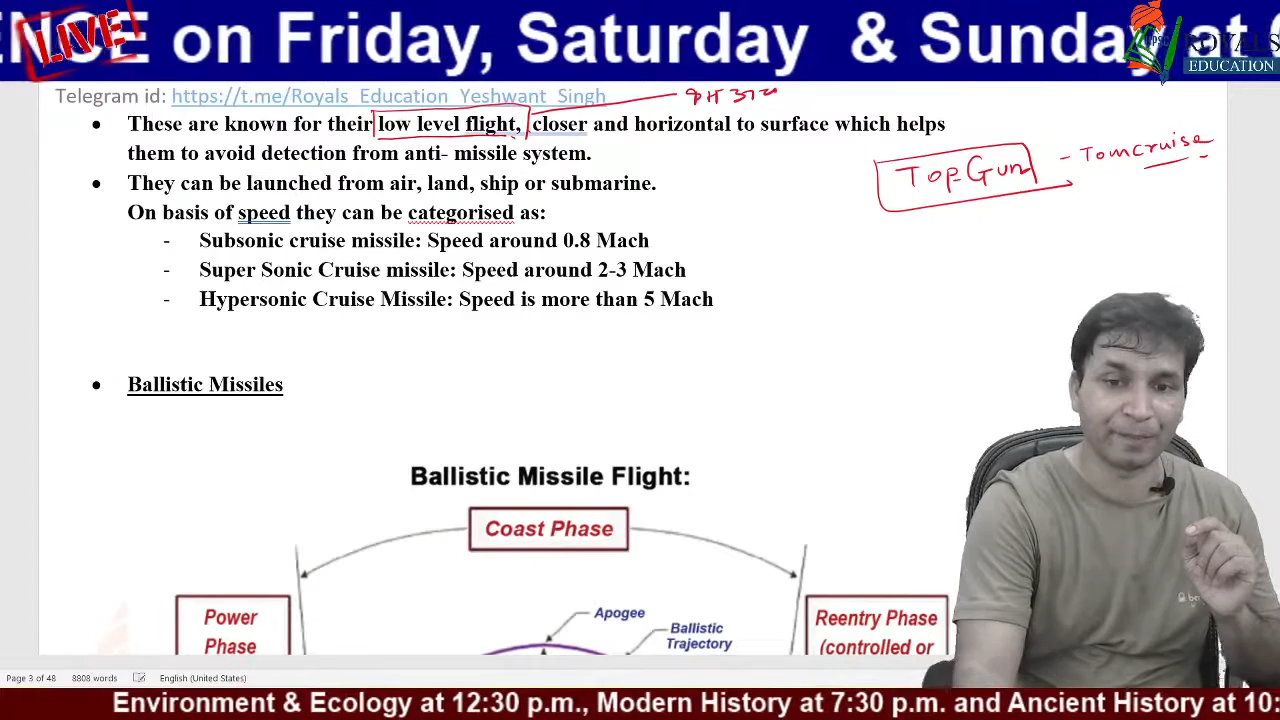 ENCE on Friday, Saturday & Sunday at
LIVE
UPSC
ROYALS
EDUCATION
Telegram id: https://t.me/Royals_Education_Yeshwant_Singh
• These are known for their low level flight, closer and horizontal to surface which helps
them to avoid detection from anti- missile system.
Top Gun - Tom cruise
• They can be launched from air, land, ship or submarine.
On basis of speed they can be categorised as:
- Subsonic cruise missile: Speed around 0.8 Mach
- Super Sonic Cruise missile: Speed around 2-3 Mach
- Hypersonic Cruise Missile: Speed is more than 5 Mach
• Ballistic Missiles
Ballistic Missile Flight:
Coast Phase
Power
Phase
Apogee
Ballistic
Trajectory
Reentry Phase
(controlled or
Page 3 of 48 8808 words English (United States)
Environment & Ecology at 12:30 p.m., Modern History at 7:30 p.m. and Ancient History at 10: